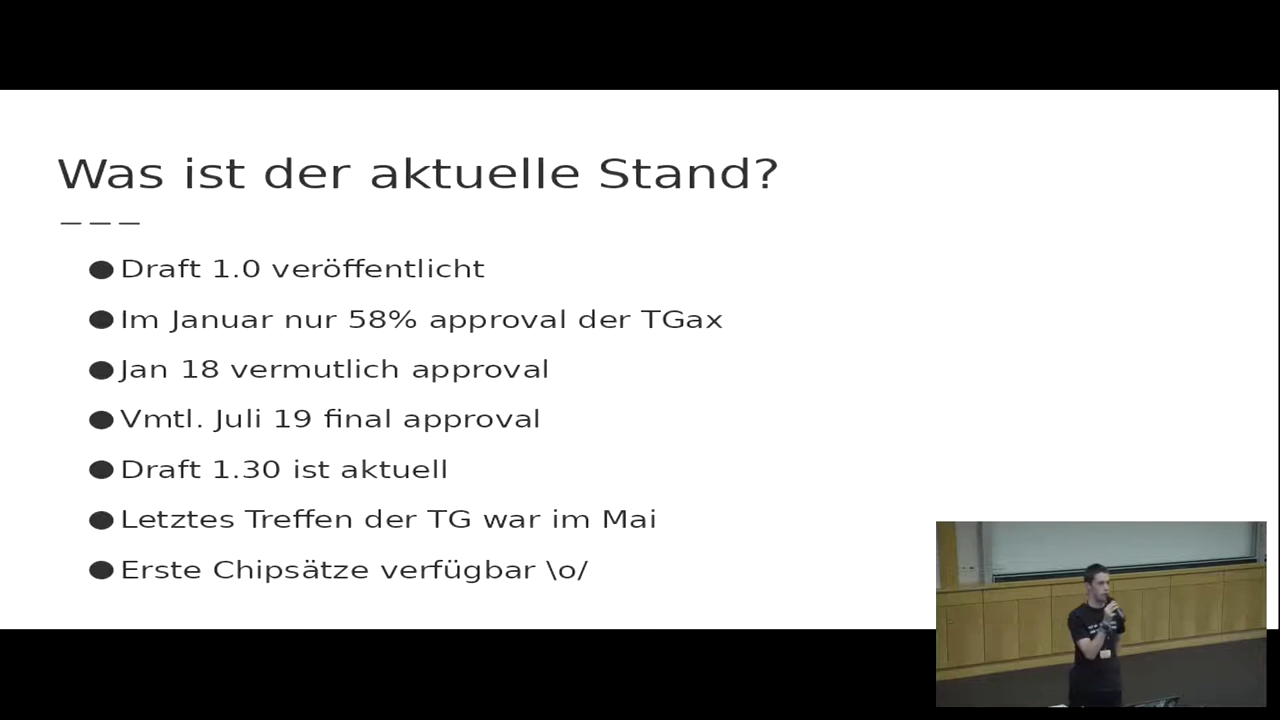 Was ist der aktuelle Stand?
Draft 1.0 veröffentlicht
Im Januar nur 58% approval der TGax
Jan 18 vermutlich approval
Vmtl. Juli 19 final approval
Draft 1.30 ist aktuell
Letztes Treffen der TG war im Mai
Erste Chipsätze verfügbar \o/